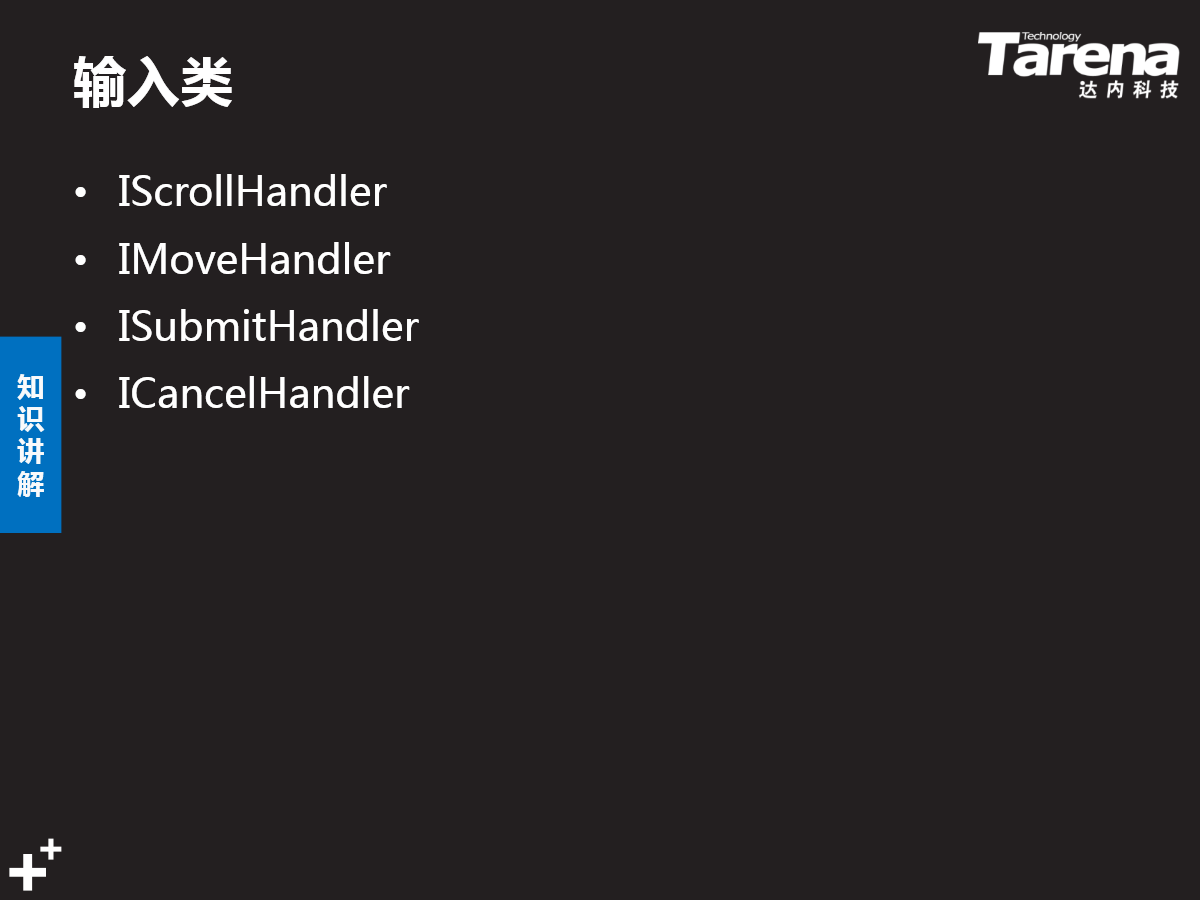 输入类
Technology
Tarena
达内科技
• IScrollHandler
• IMoveHandler
• ISubmitHandler
• ICancelHandler
知识讲解